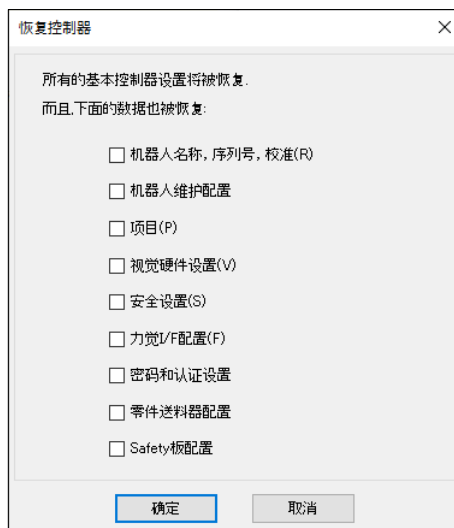 恢复控制器
所有的基本控制器设置将被恢复.
而且,下面的数据也被恢复:
机器人名称, 序列号, 校准(R)
机器人维护配置
项目(P)
视觉硬件设置(V)
安全设置(S)
力觉I/F配置(F)
密码和认证设置
零件送料器配置
Safety板配置
确定
取消